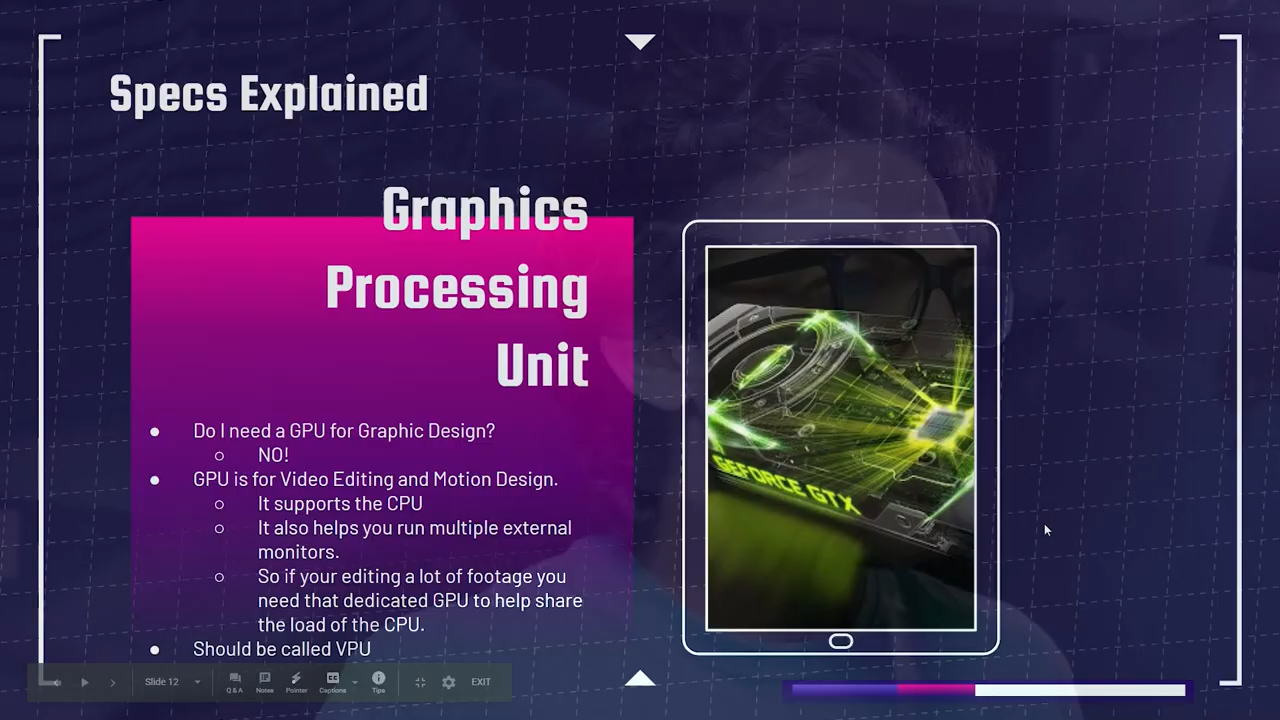 Specs Explained
Graphics
Processing
Unit
● Do I need a GPU for Graphic Design?
○ NO!
● GPU is for Video Editing and Motion Design.
○ It supports the CPU
○ It also helps you run multiple external
monitors.
○ So if your editing a lot of footage you
need that dedicated GPU to help share
the load of the CPU.
● Should be called VPU
GEFORCE GTX
Slide 12
Q & A
Notes
Pointer
Captions
Tips
EXIT